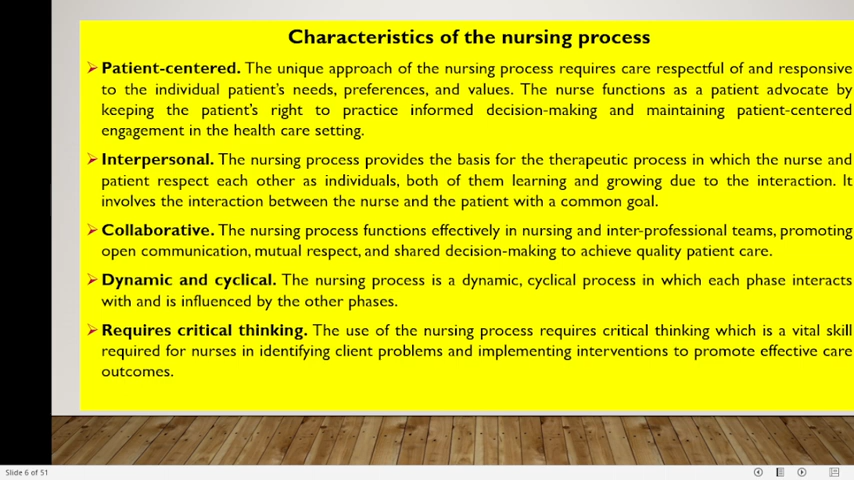 Characteristics of the nursing process
➢ Patient-centered. The unique approach of the nursing process requires care respectful of and responsive
to the individual patient's needs, preferences, and values. The nurse functions as a patient advocate by
keeping the patient's right to practice informed decision-making and maintaining patient-centered
engagement in the health care setting.
➢ Interpersonal. The nursing process provides the basis for the therapeutic process in which the nurse and
patient respect each other as individuals, both of them learning and growing due to the interaction. It
involves the interaction between the nurse and the patient with a common goal.
➢ Collaborative. The nursing process functions effectively in nursing and inter-professional teams, promoting
open communication, mutual respect, and shared decision-making to achieve quality patient care.
➢ Dynamic and cyclical. The nursing process is a dynamic, cyclical process in which each phase interacts
with and is influenced by the other phases.
➢ Requires critical thinking. The use of the nursing process requires critical thinking which is a vital skill
required for nurses in identifying client problems and implementing interventions to promote effective care
outcomes.
Slide 6 of 51